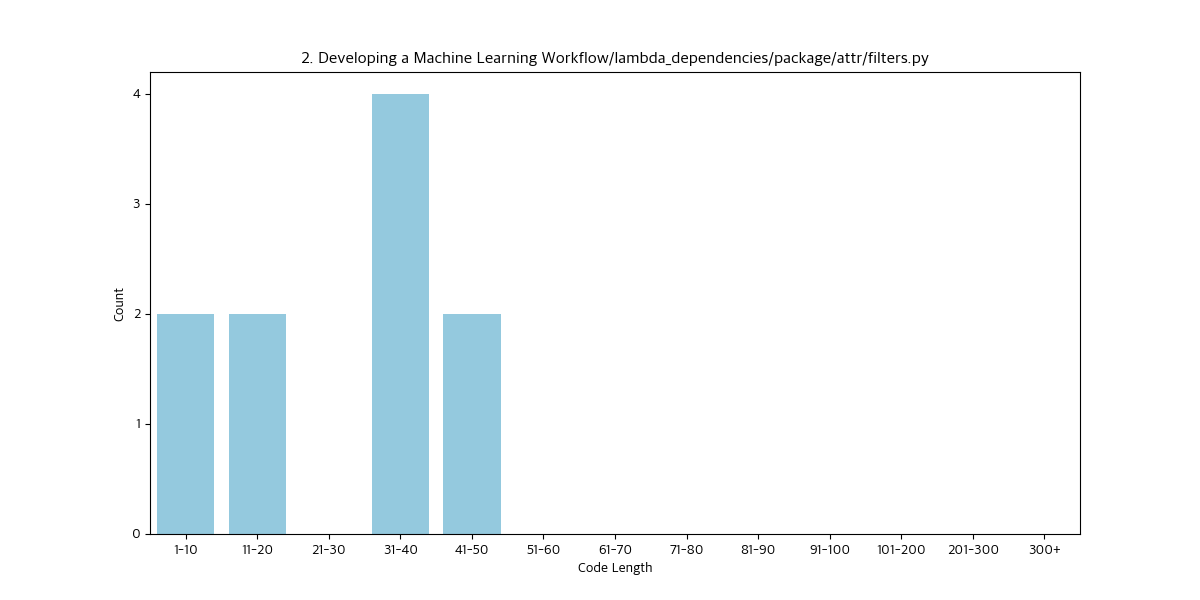 2. Developing a Machine Learning Workflow/lambda_dependencies/package/attr/filters.py
4
3
2
1
0
Count
1-10 11-20 21-30 31-40 41-50 51-60 61-70 71-80 81-90 91-100 101-200 201-300 300+
Code Length